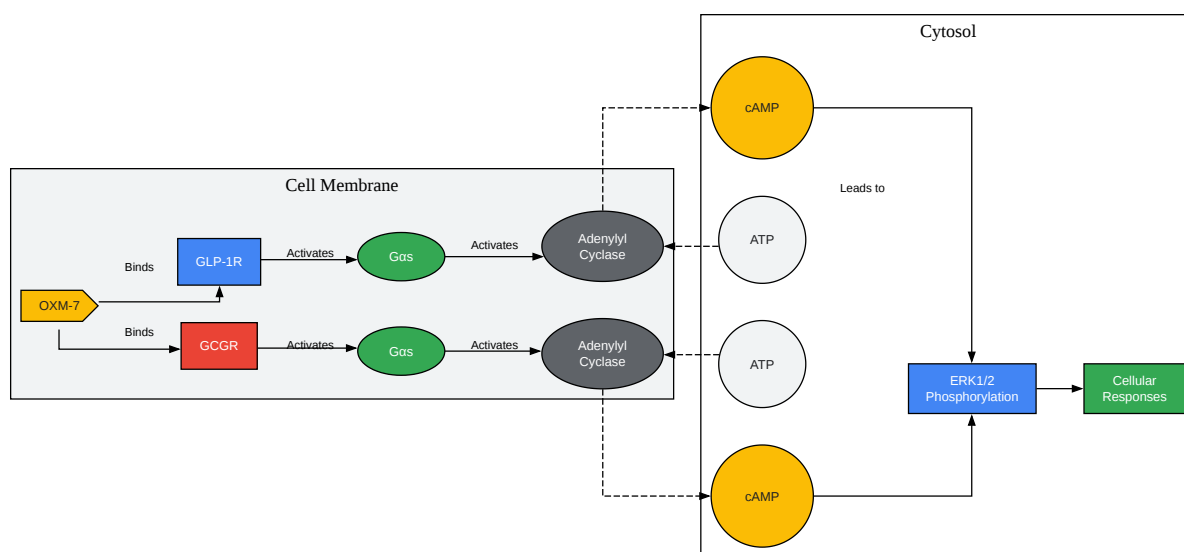 Cytosol
cAMP
Cell Membrane
Leads to
Adenylyl
Cyclase
ATP
Activates
Activates
Gαs
GLP-1R
Binds
OXM-7
Binds
GCGR
Activates
Gαs
Activates
Adenylyl
Cyclase
ATP
ERK1/2
Phosphorylation
Cellular
Responses
cAMP